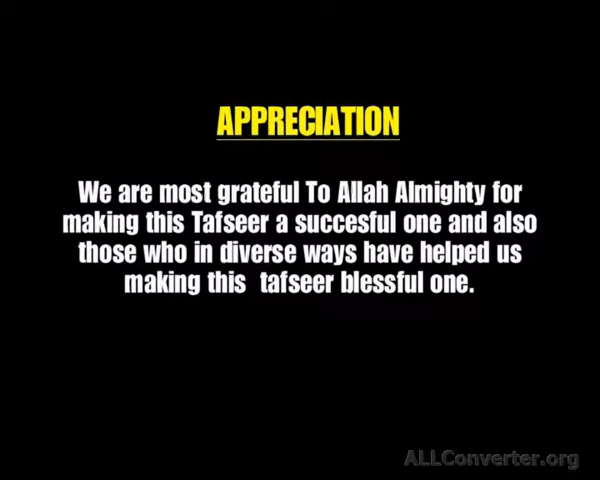 APPRECIATION
We are most grateful To Allah Almighty for
making this Tafseer a succesful one and also
those who in diverse ways have helped us
making this tafseer blessful one.
ALLConverter.org